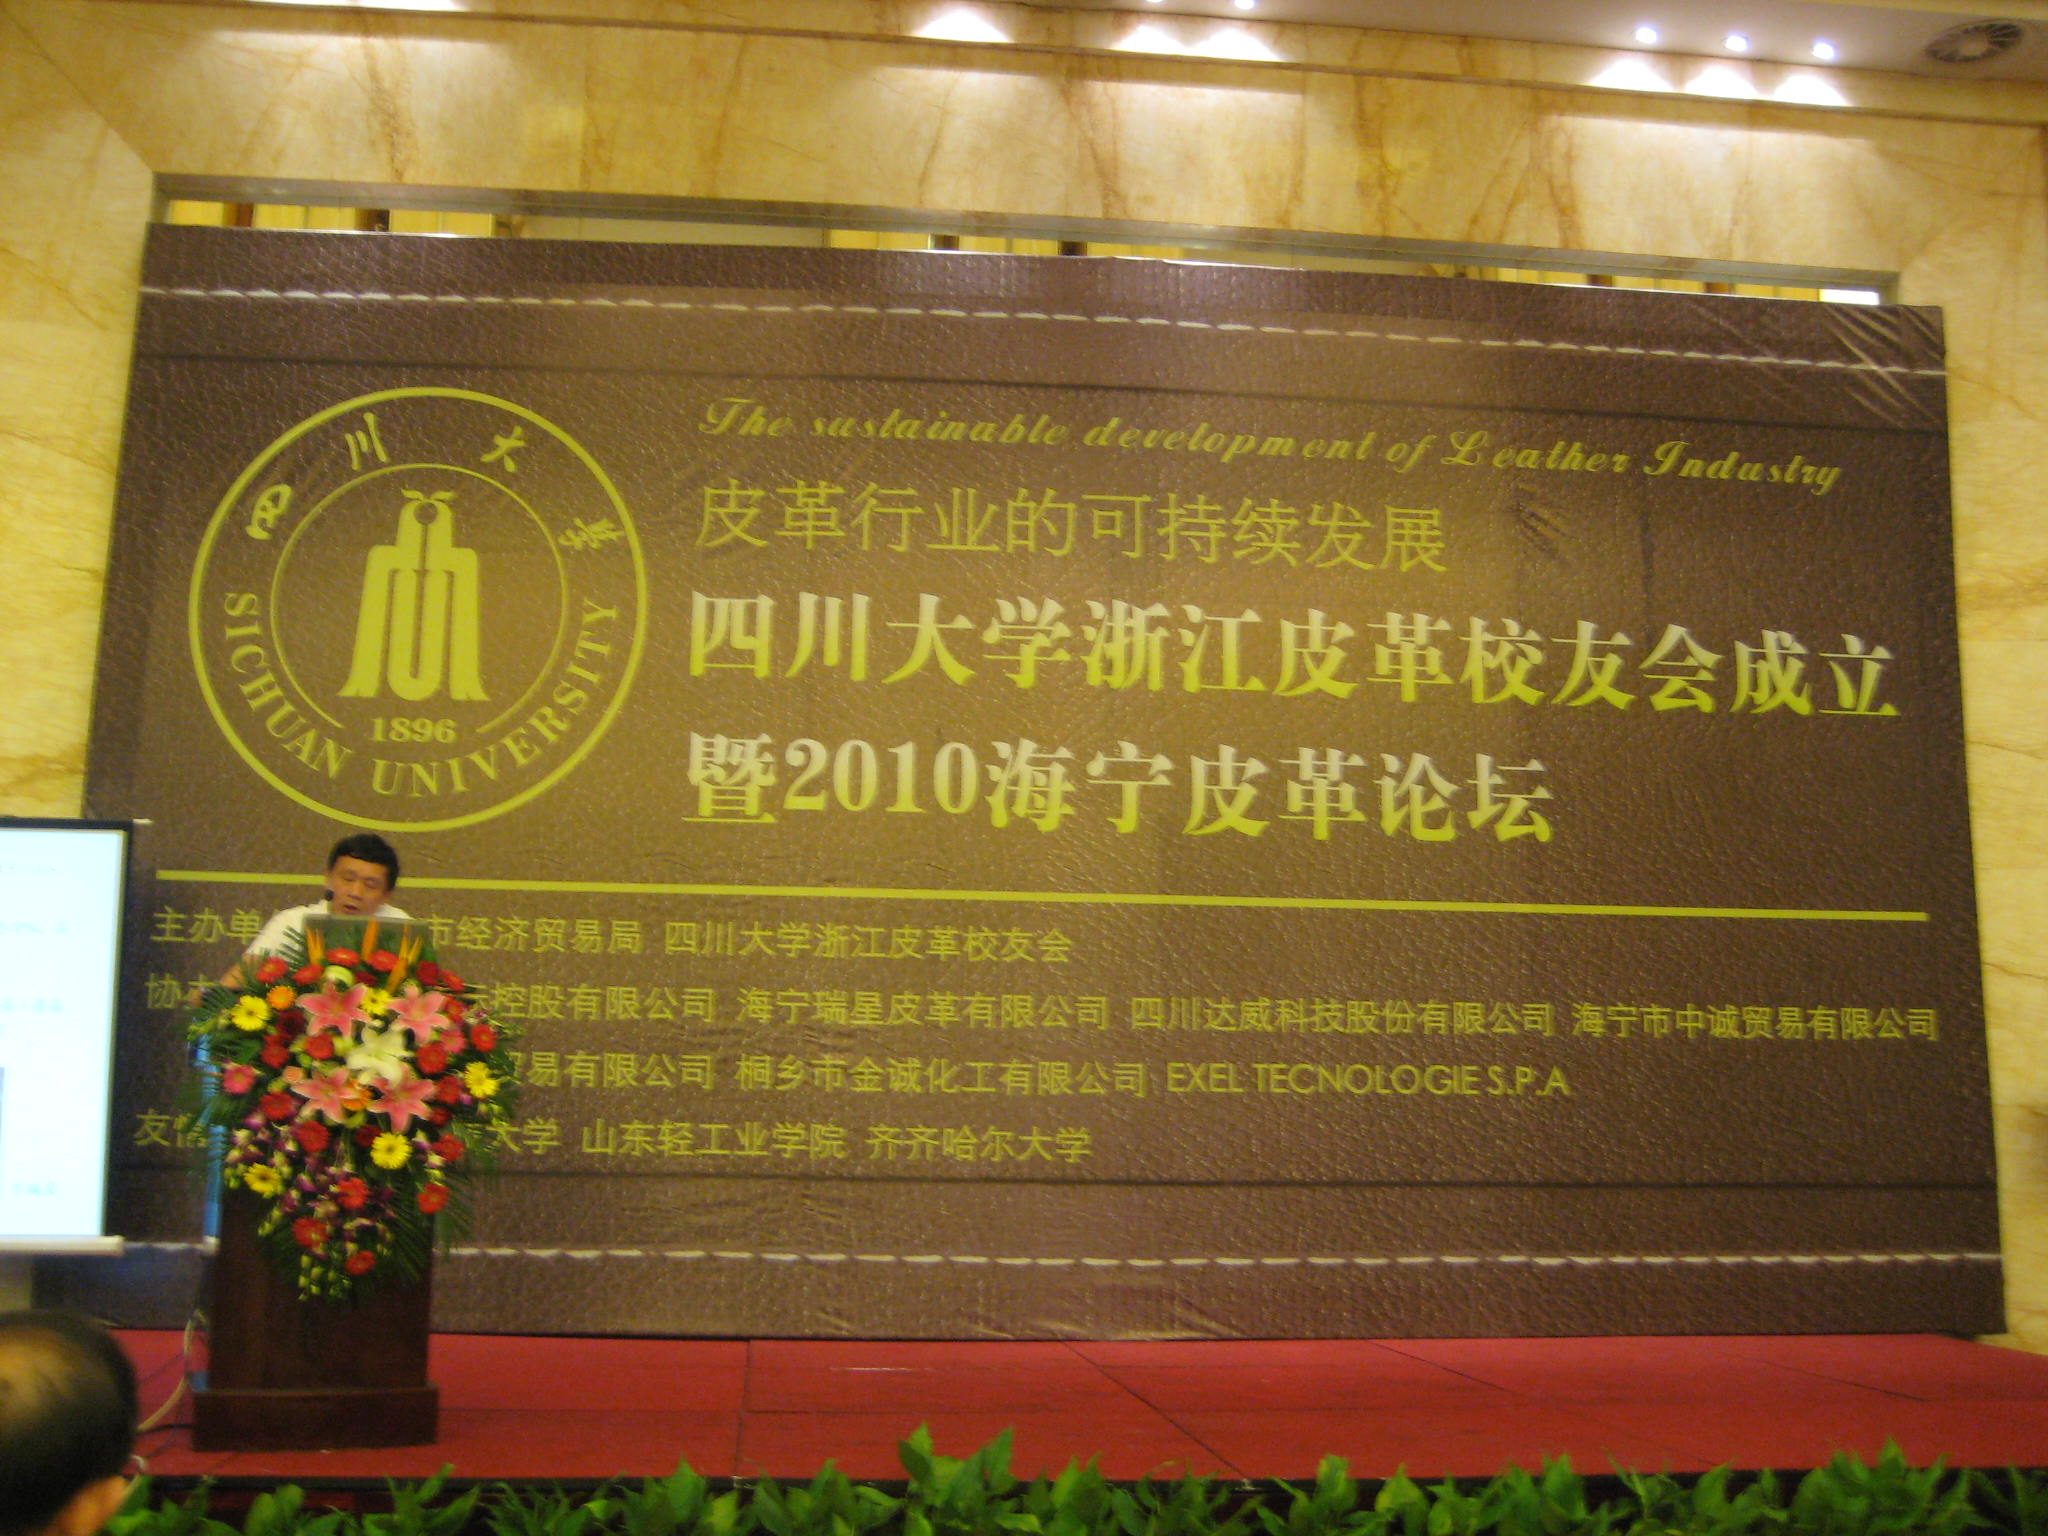 四川大学
SICHUAN UNIVERSITY
1896
The sustainable development of Leather Industry
皮革行业的可持续发展
四川大学浙江皮革校友会成立
暨2010海宁皮革论坛
主办单 市经济贸易局 四川大学浙江皮革校友会
协 控股有限公司 海宁瑞星皮革有限公司 四川达威科技股份有限公司 海宁市中诚贸易有限公司
贸易有限公司 桐乡市金诚化工有限公司 EXEL TECNOLOGIE S.P.A
友情 大学 山东轻工业学院 齐齐哈尔大学